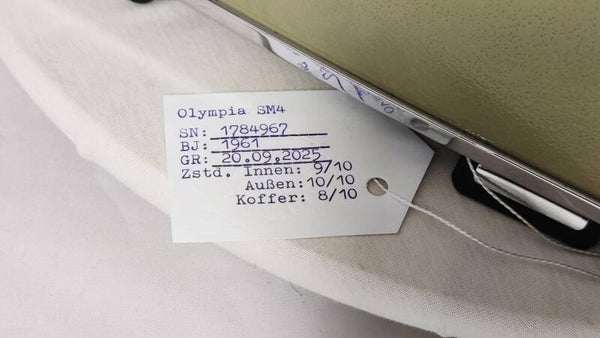 Olympia SM4
SN: 1784967
BJ: 1961
GR: 20.09.2025
Zstd. Innen: 9/10
Außen:10/10
Koffer: 8/10